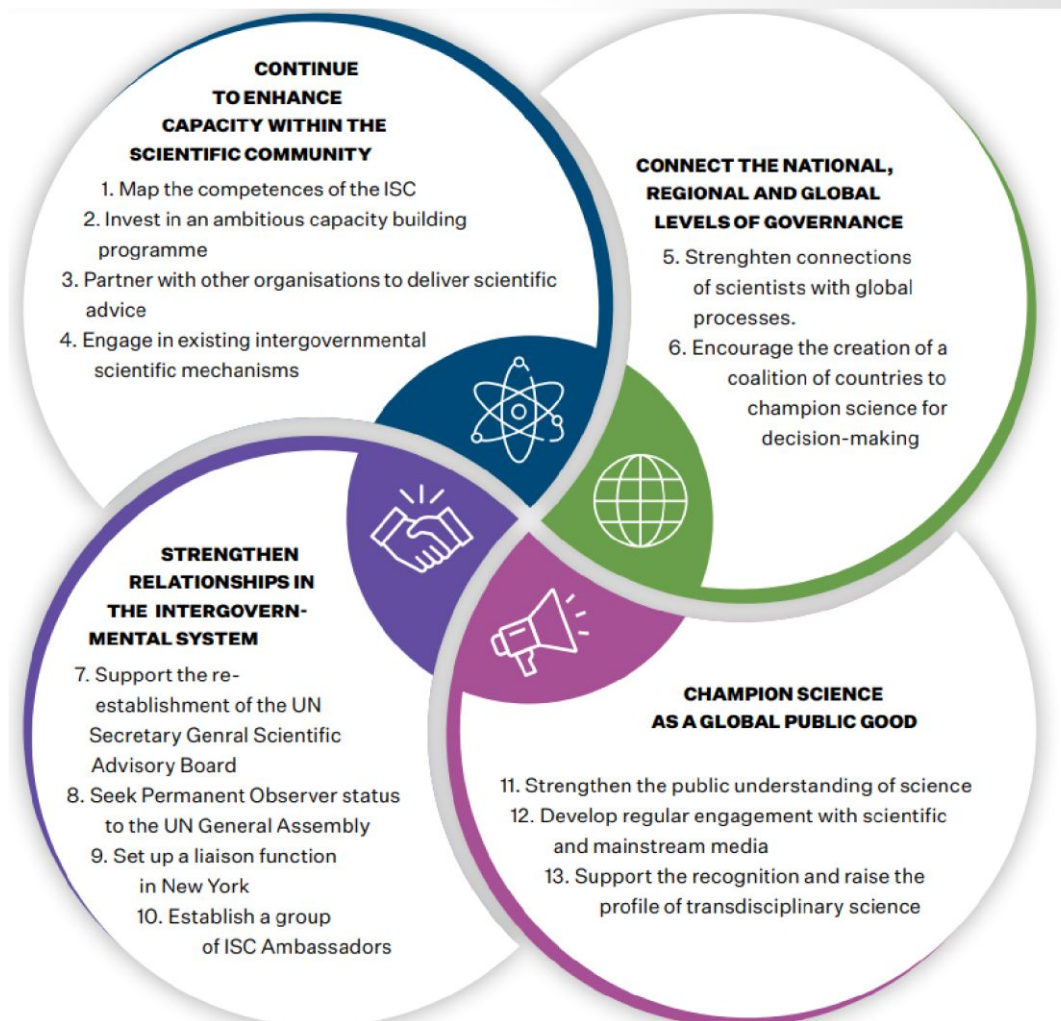 CONTINUE
TO ENHANCE
CAPACITY WITHIN THE
SCIENTIFIC COMMUNITY
1. Map the competences of the ISC
2. Invest in an ambitious capacity building
programme
3. Partner with other organisations to deliver scientific
advice
4. Engage in existing intergovernmental
scientific mechanisms
CONNECT THE NATIONAL,
REGIONAL AND GLOBAL
LEVELS OF GOVERNANCE
5. Strenghten connections
of scientists with global
processes.
6. Encourage the creation of a
coalition of countries to
champion science for
decision-making
STRENGTHEN
RELATIONSHIPS IN
THE INTERGOVERN-
MENTAL SYSTEM
7. Support the re-
establishment of the UN
Secretary Genral Scientific
Advisory Board
8. Seek Permanent Observer status
to the UN General Assembly
9. Set up a liaison function
in New York
10. Establish a group
of ISC Ambassadors
CHAMPION SCIENCE
AS A GLOBAL PUBLIC GOOD
11. Strengthen the public understanding of science
12. Develop regular engagement with scientific
and mainstream media
13. Support the recognition and raise the
profile of transdisciplinary science